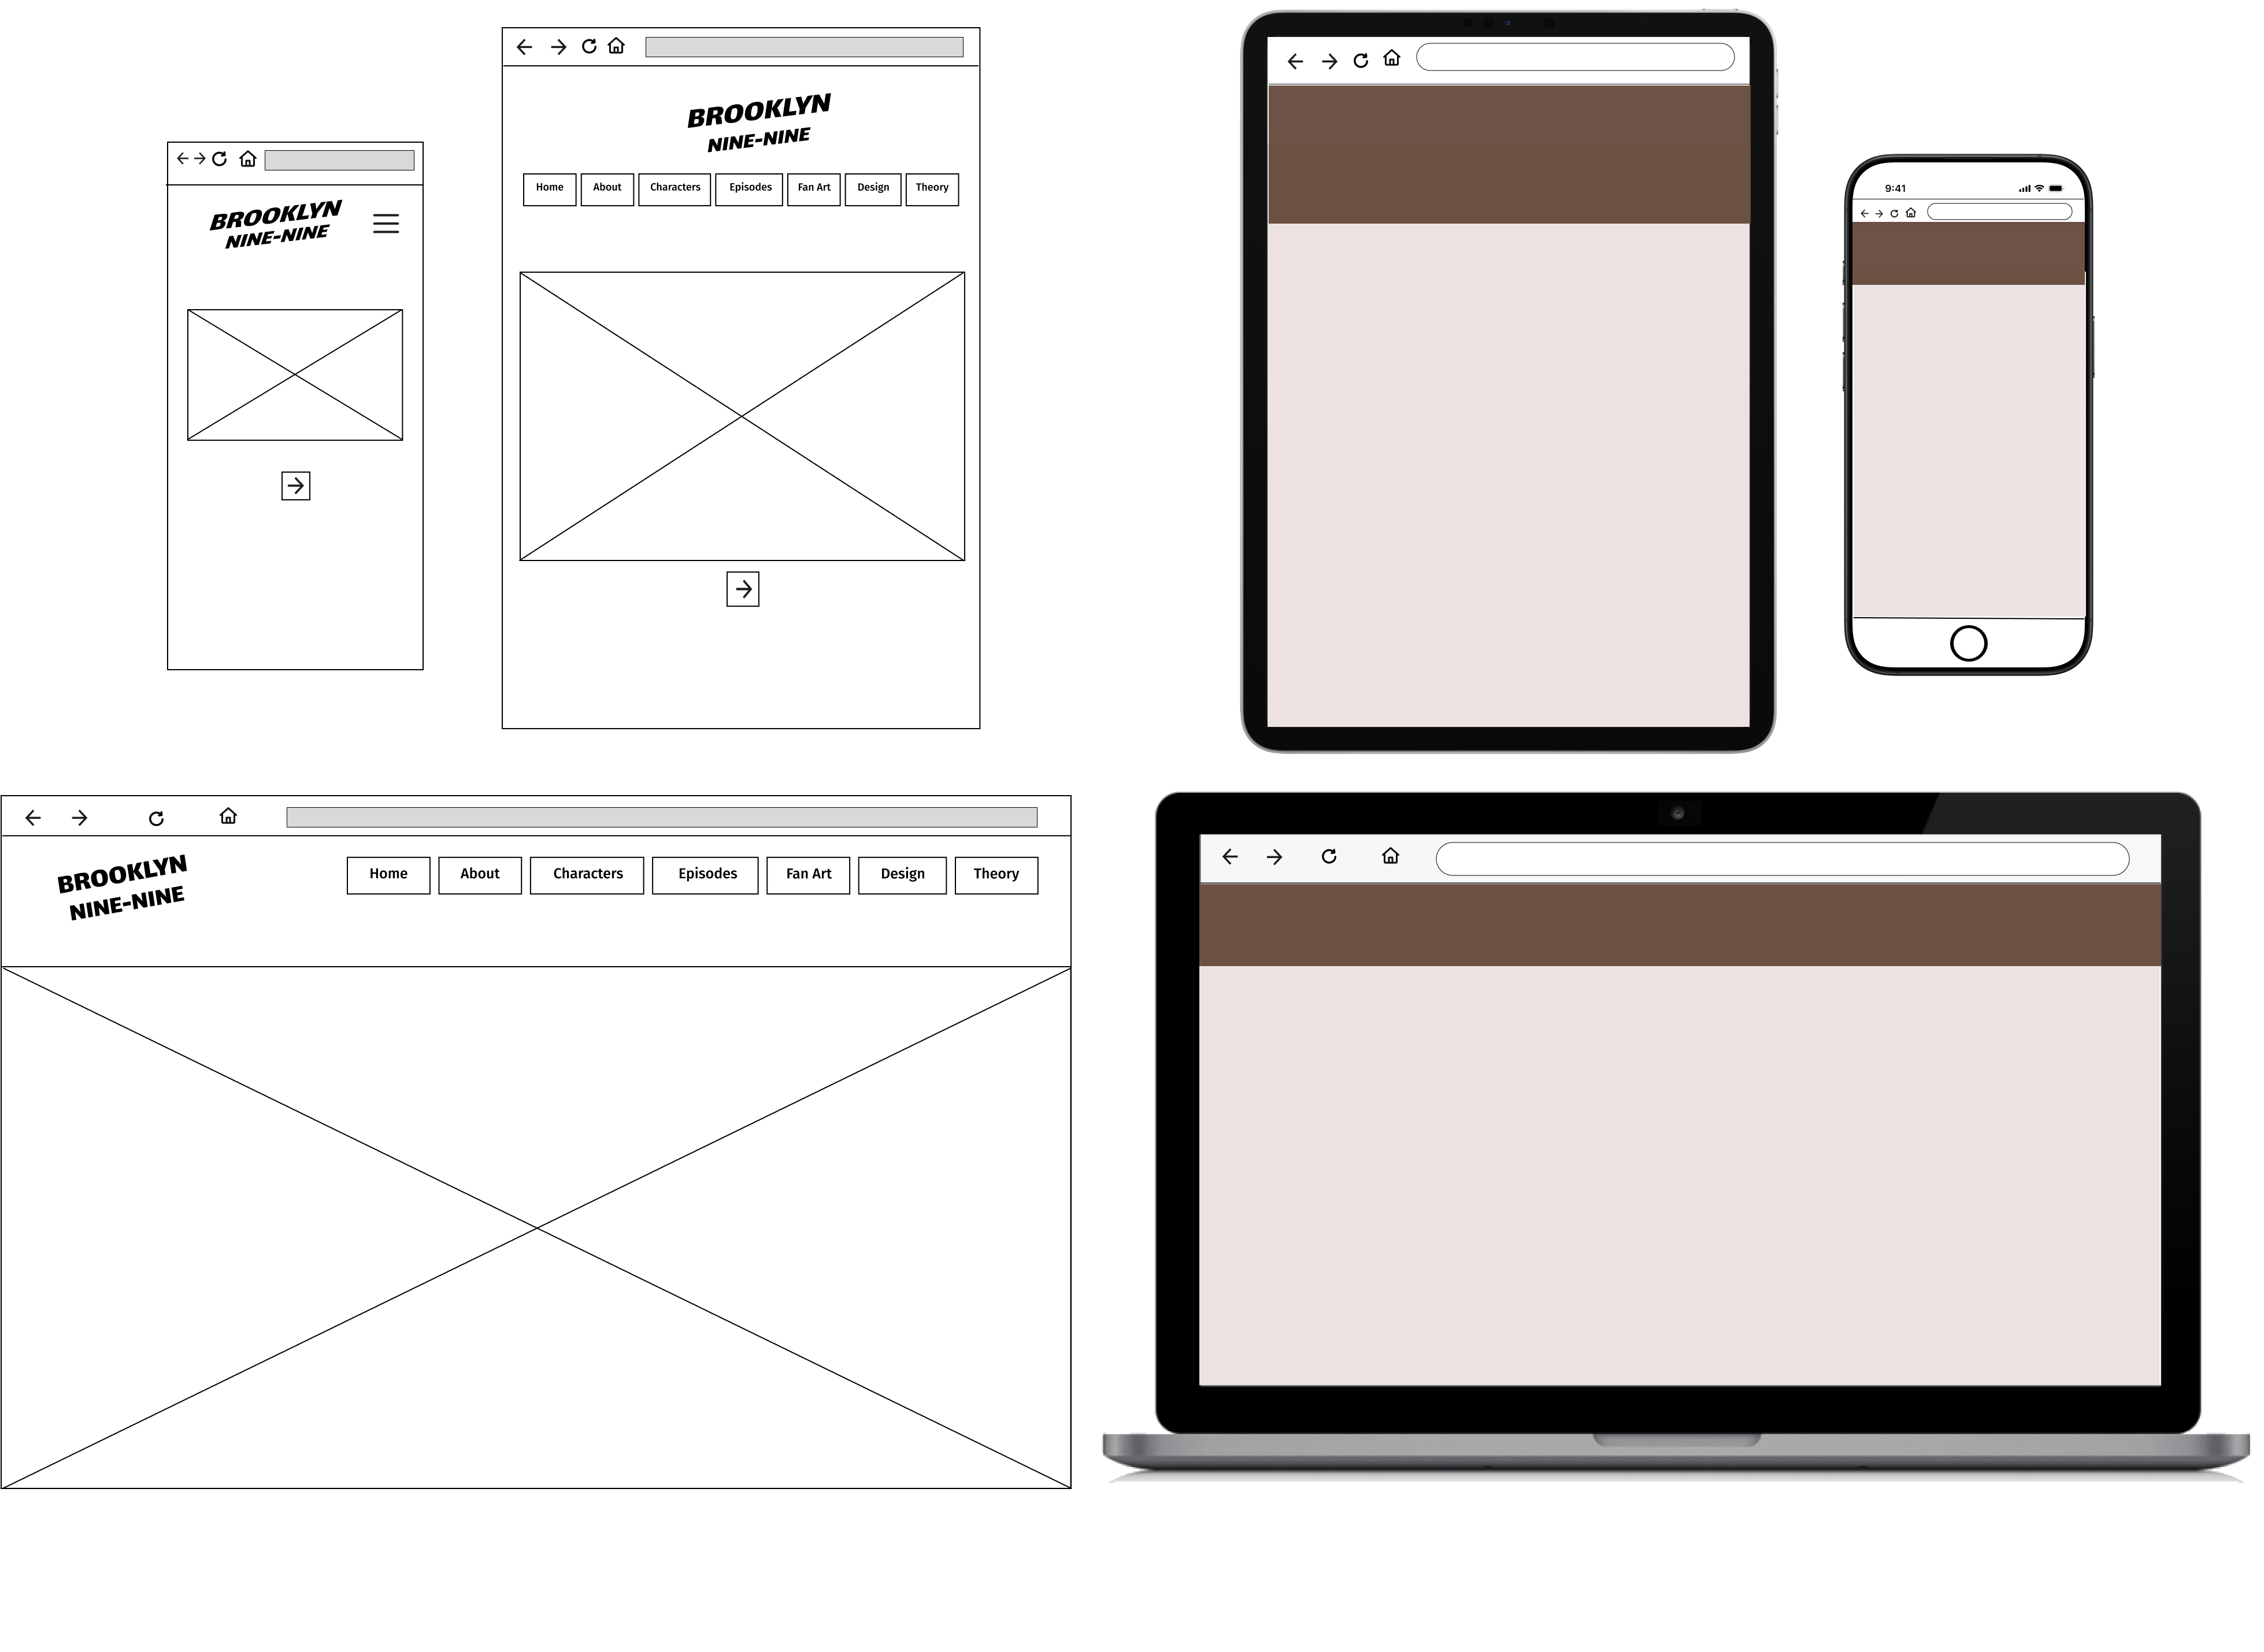 BROOKLYN
NINE-NINE
BROOKLYN
NINE-NINE
Home About Characters Episodes Fan Art Design Theory
9:41
BROOKLYN
NINE-NINE
Home About Characters Episodes Fan Art Design Theory